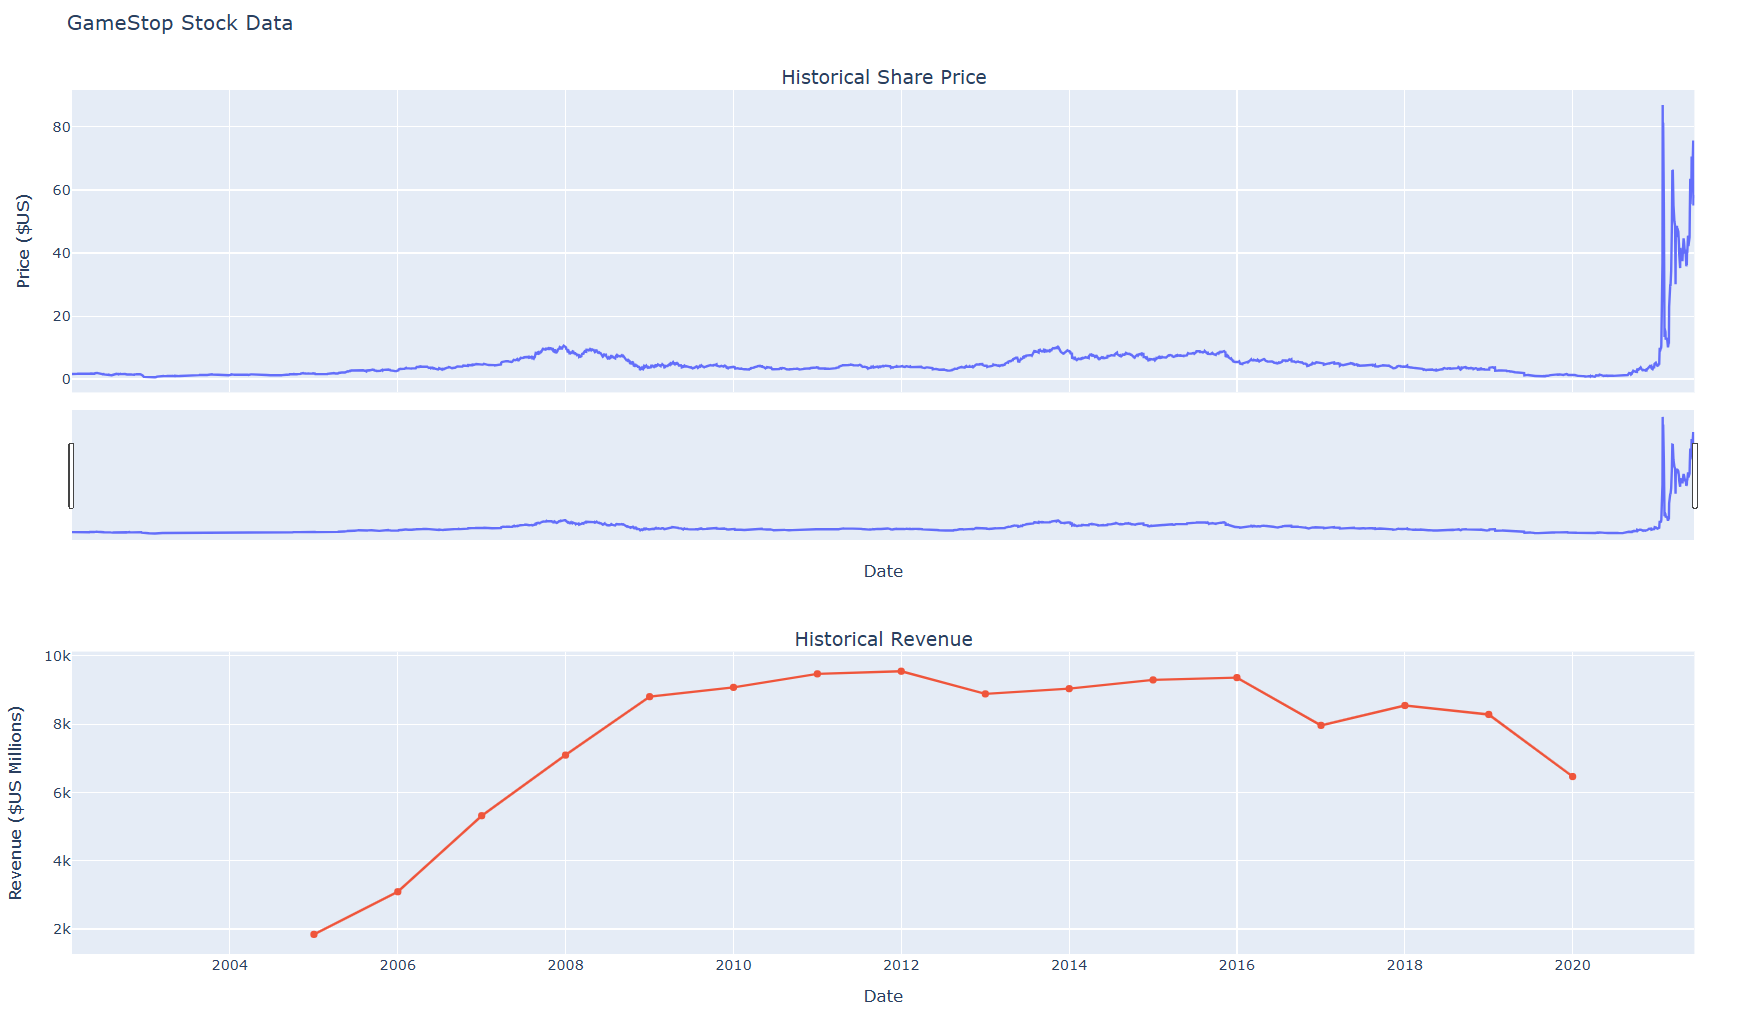 GameStop Stock Data
Historical Share Price
Price ($US)
80
60
40
20
0
Date
Historical Revenue
Revenue ($US Millions)
10k
8k
6k
4k
2k
2004 2006 2008 2010 2012 2014 2016 2018 2020
Date